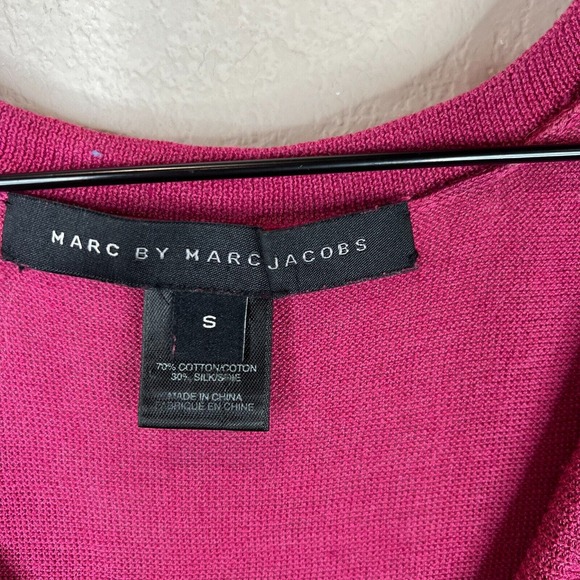 MARC BY MARC JACOBS
S
70% COTTON/COTON
30% SILK/SOIE
MADE IN CHINA
FABRIQUE EN CHINE